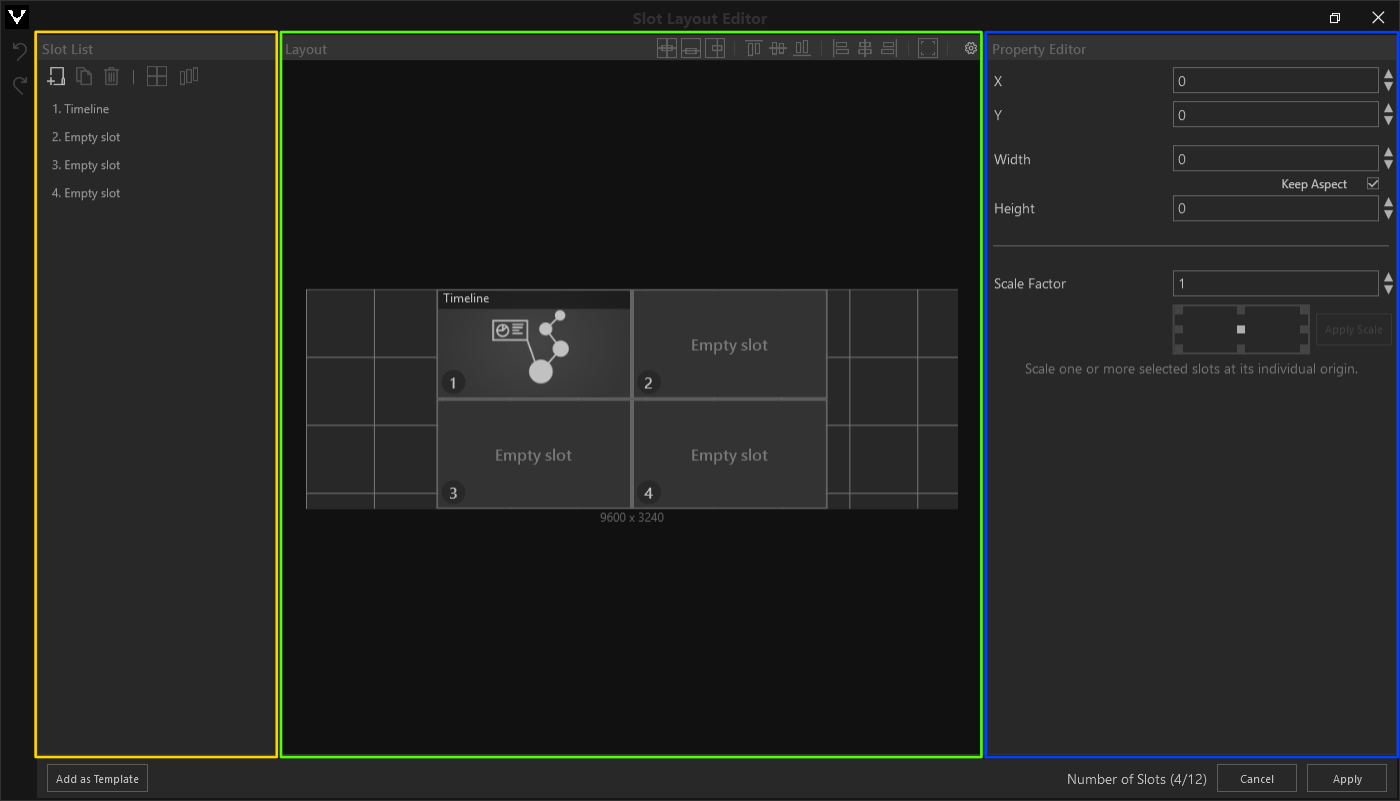 Slot Layout Editor
Slot List
1. Timeline
2. Empty slot
3. Empty slot
4. Empty slot
Layout
Timeline
1
Empty slot
2
Empty slot
3
Empty slot
4
9600 x 3240
Property Editor
X 0
Y 0
Width 0
Keep Aspect
Height 0
Scale Factor 1
Apply Scale
Scale one or more selected slots at its individual origin.
Add as Template
Number of Slots (4/12)
Cancel
Apply